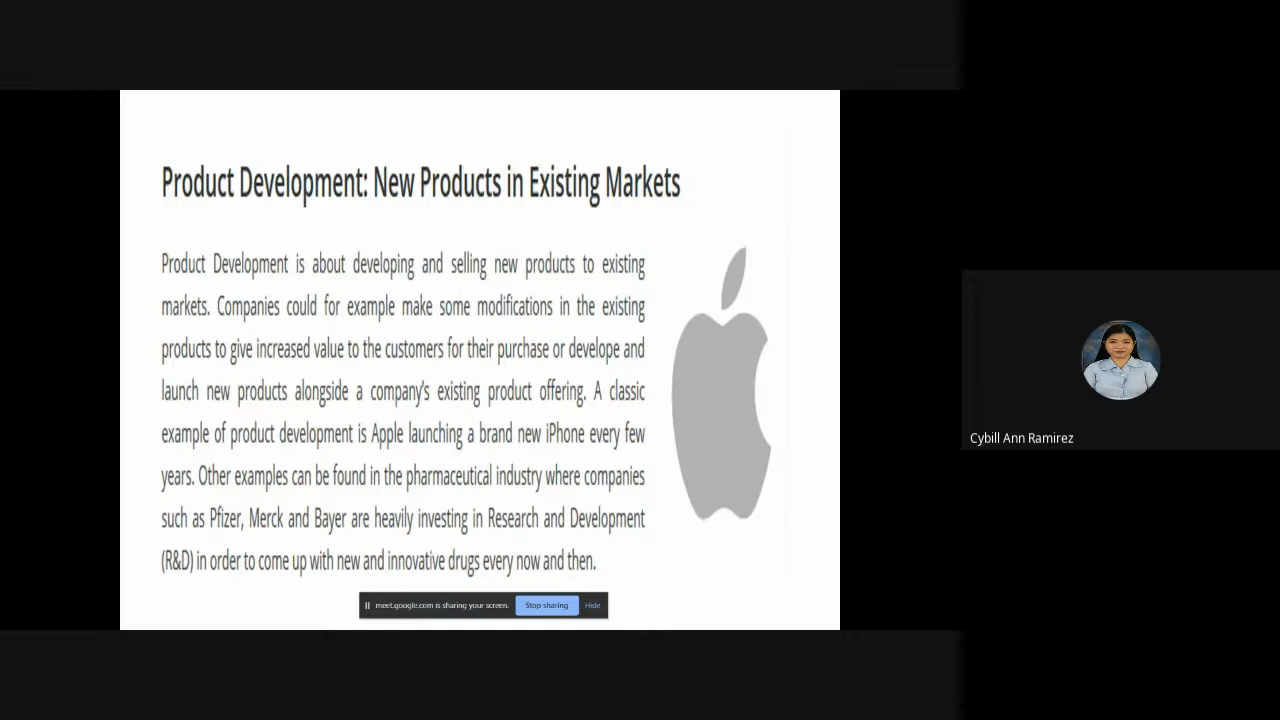 Product Development: New Products in Existing Markets
Product Development is about developing and selling new products to existing
markets. Companies could for example make some modifications in the existing
products to give increased value to the customers for their purchase or develope and
launch new products alongside a company's existing product offering. A classic
example of product development is Apple launching a brand new iPhone every few
years. Other examples can be found in the pharmaceutical industry where companies
such as Pfizer, Merck and Bayer are heavily investing in Research and Development
(R&D) in order to come up with new and innovative drugs every now and then.
meet.google.com is sharing your screen. Stop sharing Hide
Cybill Ann Ramirez